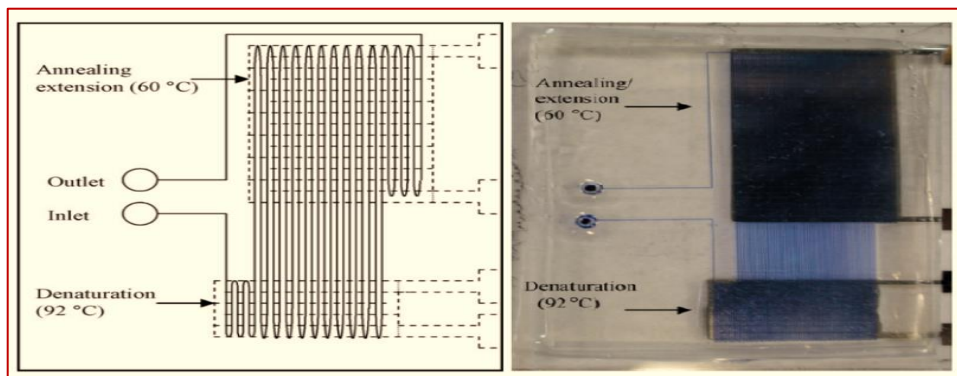 Annealing
extension (60 °C)
Outlet
Inlet
Denaturation
(92 °C)
Annealing/
extension
(60 °C)
Denaturation
(92 °C)